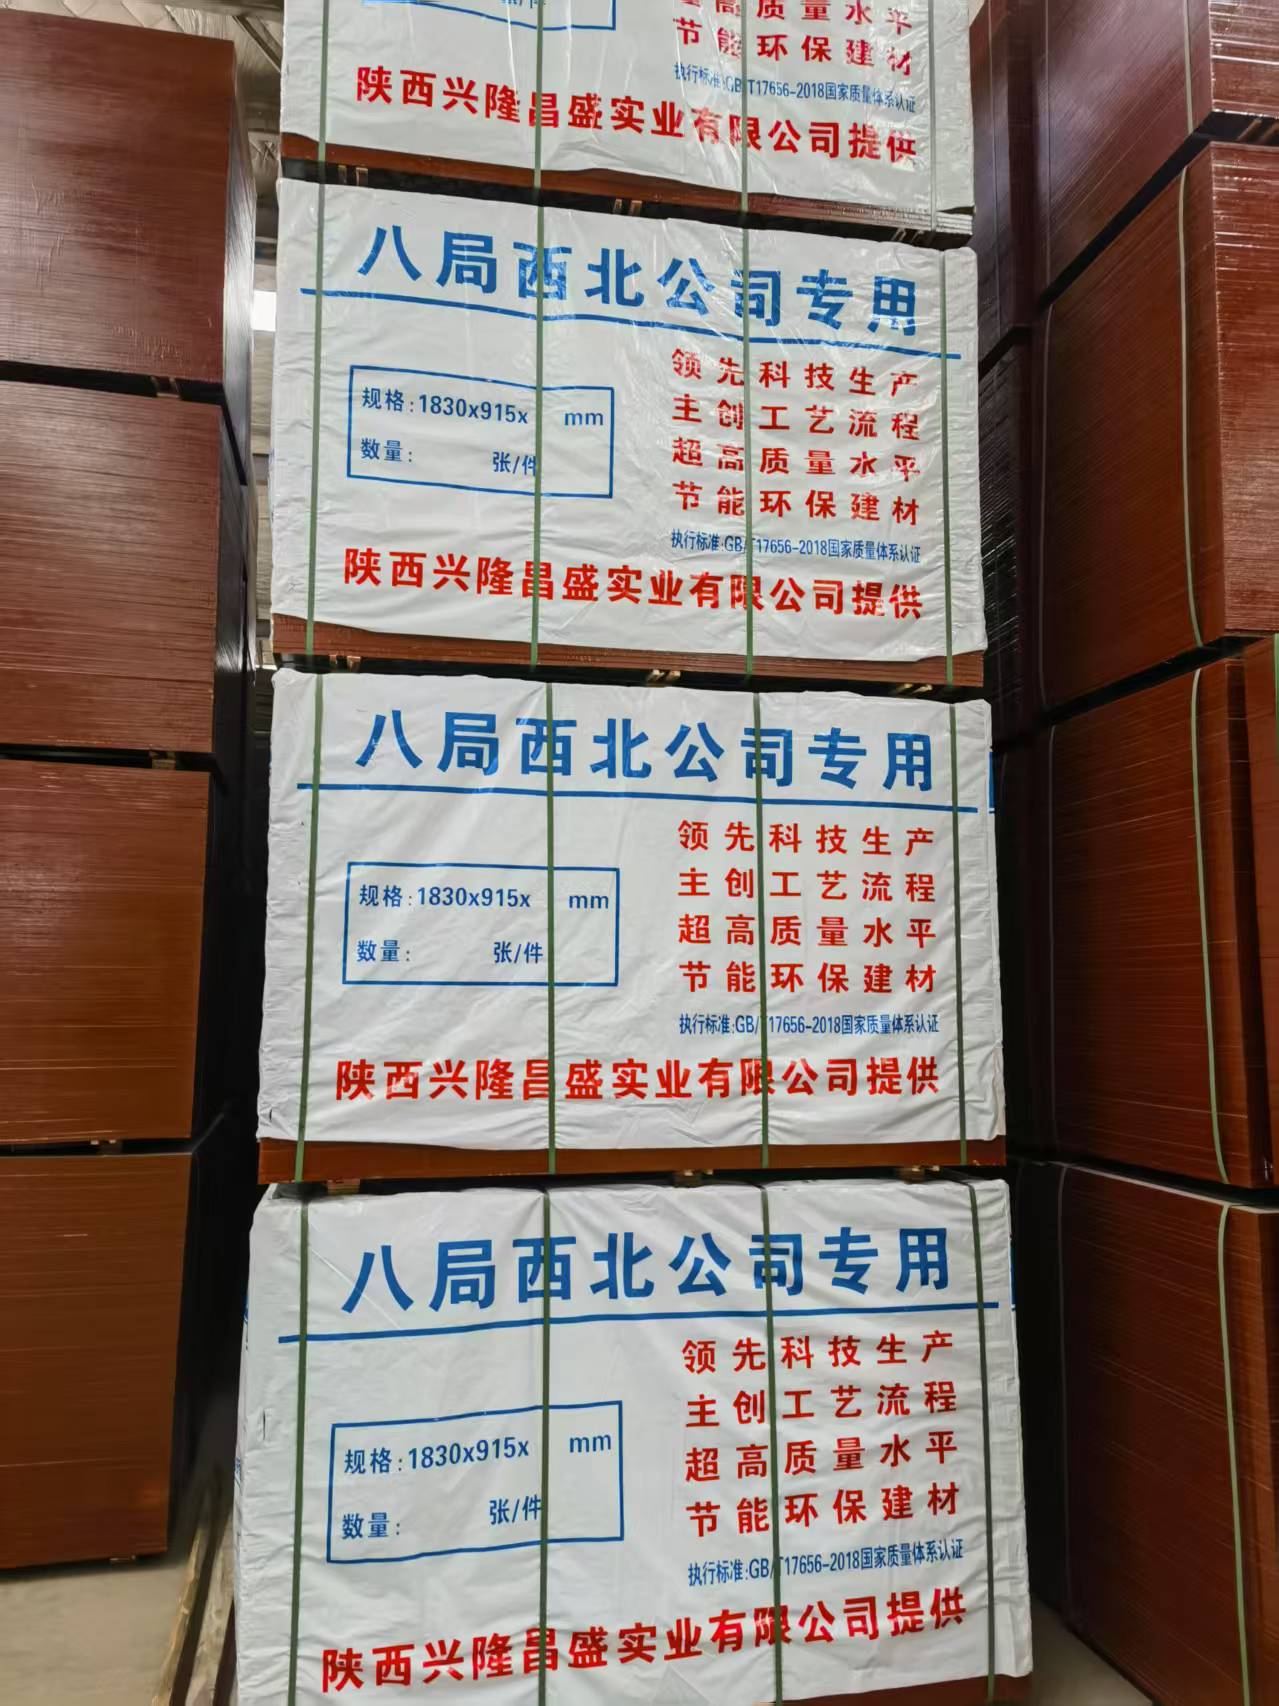 张/件
超高质量水平
节能环保建材
执行标准:GB/T17656-2018国家质量体系认证
陕西兴隆昌盛实业有限公司提供
八局西北公司专用
规格:1830x915x mm
数量: 张/件
领先科技生产
主创工艺流程
超高质量水平
节能环保建材
执行标准:GB/T17656-2018国家质量体系认证
陕西兴隆昌盛实业有限公司提供
八局西北公司专用
规格:1830x915x mm
数量: 张/件
领先科技生产
主创工艺流程
超高质量水平
节能环保建材
执行标准:GB/T17656-2018国家质量体系认证
陕西兴隆昌盛实业有限公司提供
八局西北公司专用
规格:1830x915x mm
数量: 张/件
领先科技生产
主创工艺流程
超高质量水平
节能环保建材
执行标准:GB/T17656-2018国家质量体系认证
陕西兴隆昌盛实业有限公司提供